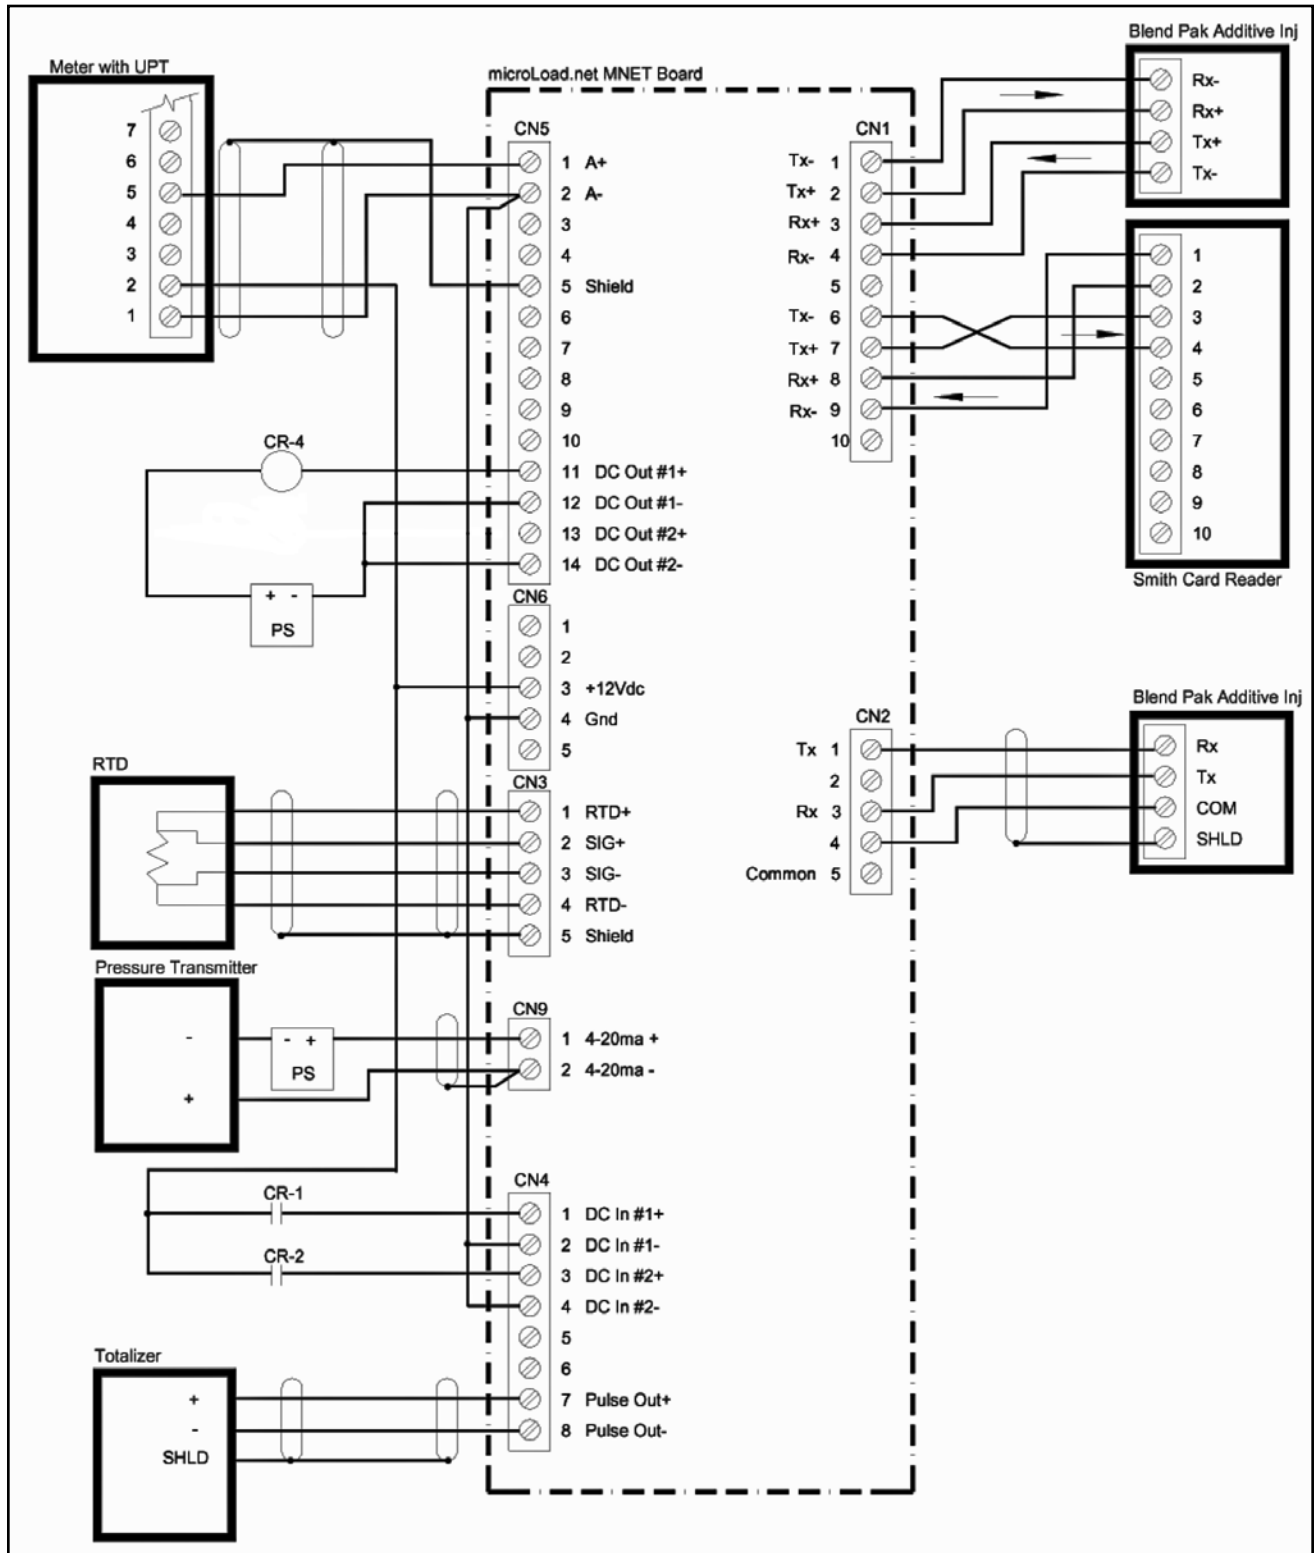 Meter with UPT
7
6
5
4
3
2
1
microLoad.net MNET Board
CN5
1 A+
2 A-
3
4
5 Shield
6
7
8
9
10
11 DC Out #1+
12 DC Out #1-
13 DC Out #2+
14 DC Out #2-
CR-4
+ -
PS
CN6
1
2
3 +12Vdc
4 Gnd
5
RTD
CN3
1 RTD+
2 SIG+
3 SIG-
4 RTD-
5 Shield
Pressure Transmitter
-
+
- +
PS
CN9
1 4-20ma +
2 4-20ma -
CR-1
CR-2
CN4
1 DC In #1+
2 DC In #1-
3 DC In #2+
4 DC In #2-
5
6
7 Pulse Out+
8 Pulse Out-
Totalizer
+
-
SHLD
CN1
Tx- 1
Tx+ 2
Rx+ 3
Rx- 4
5
Tx- 6
Tx+ 7
Rx+ 8
Rx- 9
10
Blend Pak Additive Inj
Rx-
Rx+
Tx+
Tx-
1
2
3
4
5
6
7
8
9
10
Smith Card Reader
CN2
Tx 1
2
Rx 3
4
Common 5
Blend Pak Additive Inj
Rx
Tx
COM
SHLD